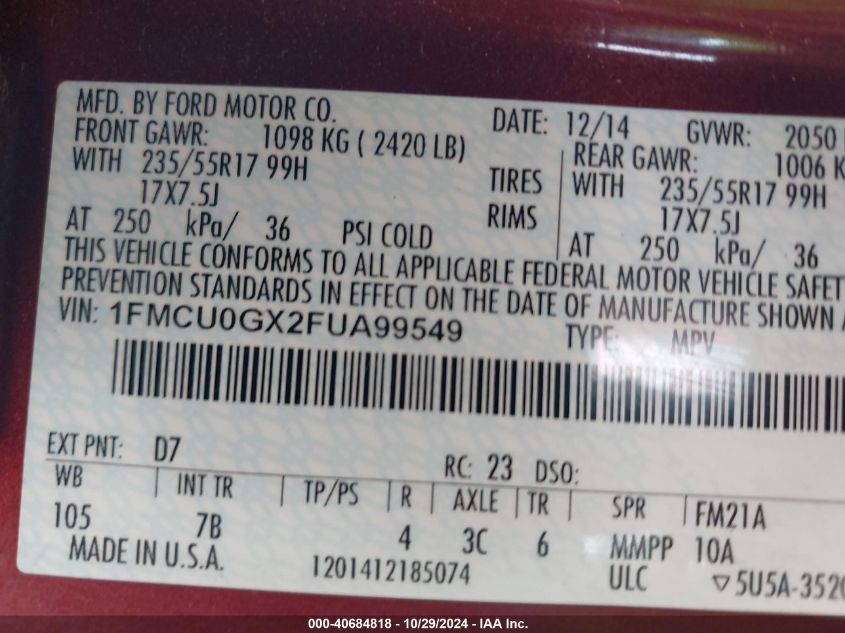 MFD. BY FORD MOTOR CO. DATE: 12/14 GVWR: 2050
FRONT GAWR: 1098 KG ( 2420 LB) REAR GAWR: 1006 K
WITH 235/55R17 99H TIRES WITH 235/55R17 99H
17X7.5J RIMS 17X7.5J
AT 250 kPa/ 36 PSI COLD AT 250 kPa/ 36
THIS VEHICLE CONFORMS TO ALL APPLICABLE FEDERAL MOTOR VEHICLE SAFET
PREVENTION STANDARDS IN EFFECT ON THE DATE OF MANUFACTURE SHOWN A
VIN: 1FMCU0GX2FUA99549 TYPE: MPV
EXT PNT: D7 RC: 23 DSO:
WB INT TR TP/PS R AXLE TR SPR FM21A
105 7B 4 3C 6 MMPP 10A
MADE IN U.S.A. 1201412185074 ULC ▽5U5A-3520
000-40684818 - 10/29/2024 - IAA Inc.